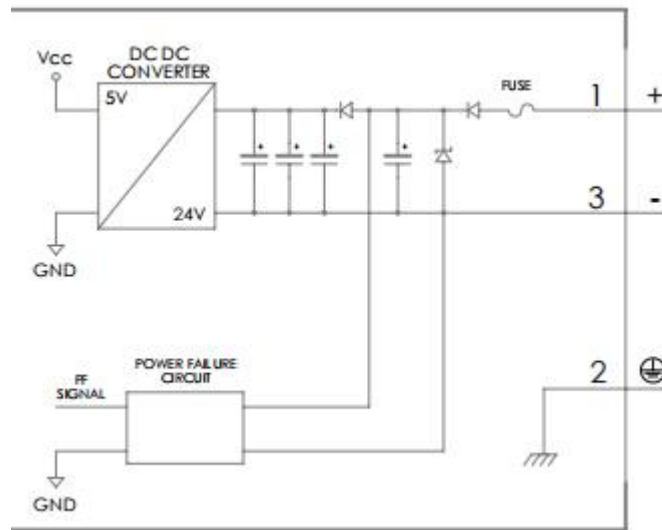 Vcc
DC DC
CONVERTER
5V
24V
GND
FUSE
1
+
3
-
POWER FAILURE
CIRCUIT
PF
SIGNAL
GND
2